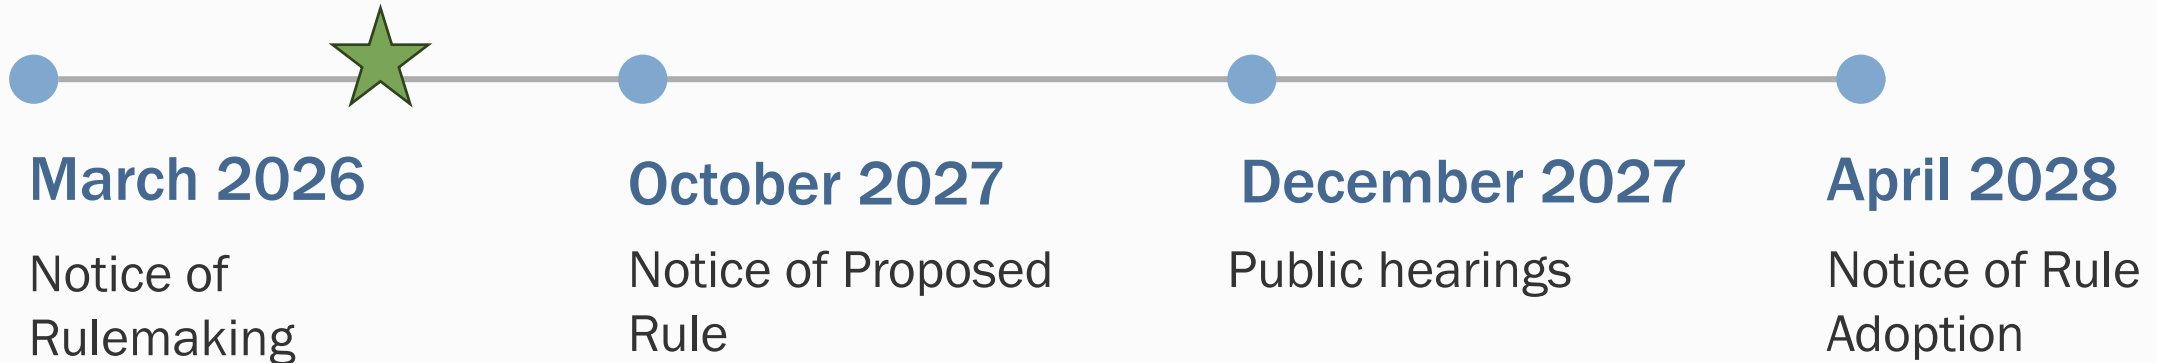 March 2026
Notice of
Rulemaking
October 2027
Notice of Proposed
Rule
December 2027
Public hearings
April 2028
Notice of Rule
Adoption